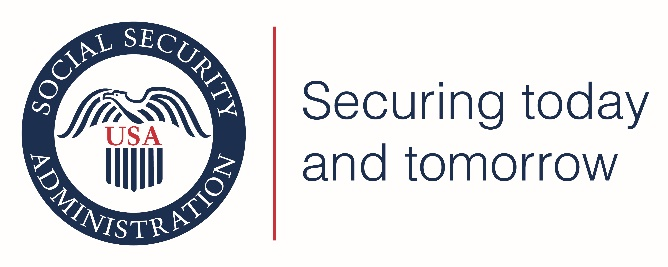 SOCIAL SECURITY
USA
ADMINISTRATION
Securing today
and tomorrow